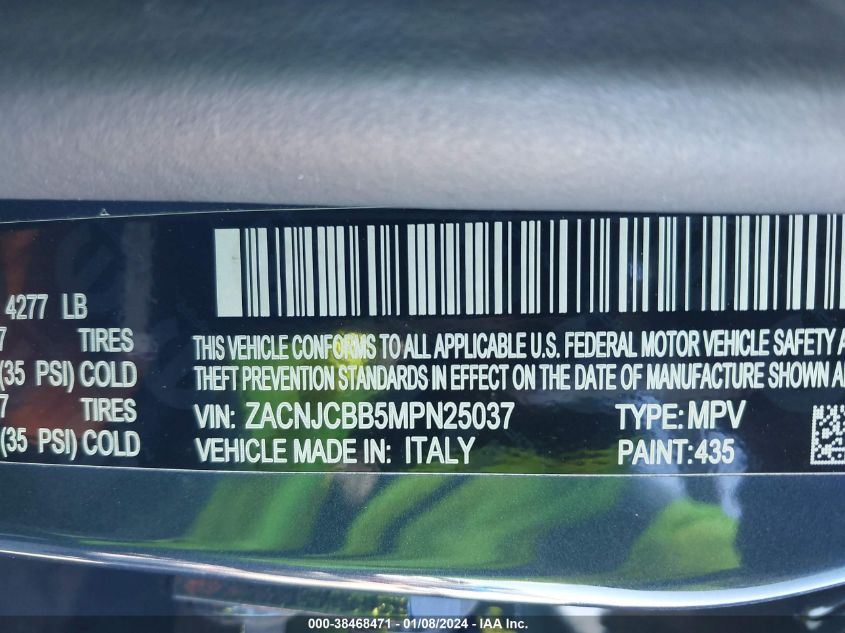 4277 LB
7 TIRES
(35 PSI) COLD
7 TIRES
(35 PSI) COLD
THIS VEHICLE CONFORMS TO ALL APPLICABLE U.S. FEDERAL MOTOR VEHICLE SAFETY A
THEFT PREVENTION STANDARDS IN EFFECT ON THE DATE OF MANUFACTURE SHOWN A
VIN: ZACNJCBB5MPN25037 TYPE: MPV
VEHICLE MADE IN: ITALY PAINT:435
000-38468471 - 01/08/2024 - IAA Inc.